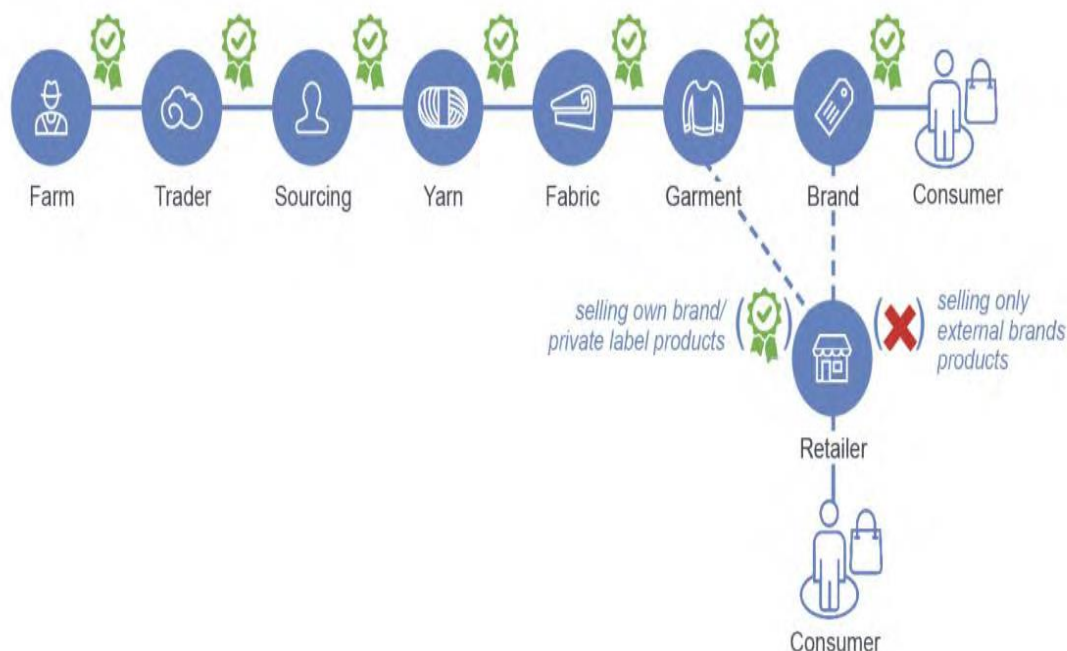 Farm Trader Sourcing Yarn Fabric Garment Brand Consumer
selling own brand/
private label products
selling only
external brands
products
Retailer
Consumer